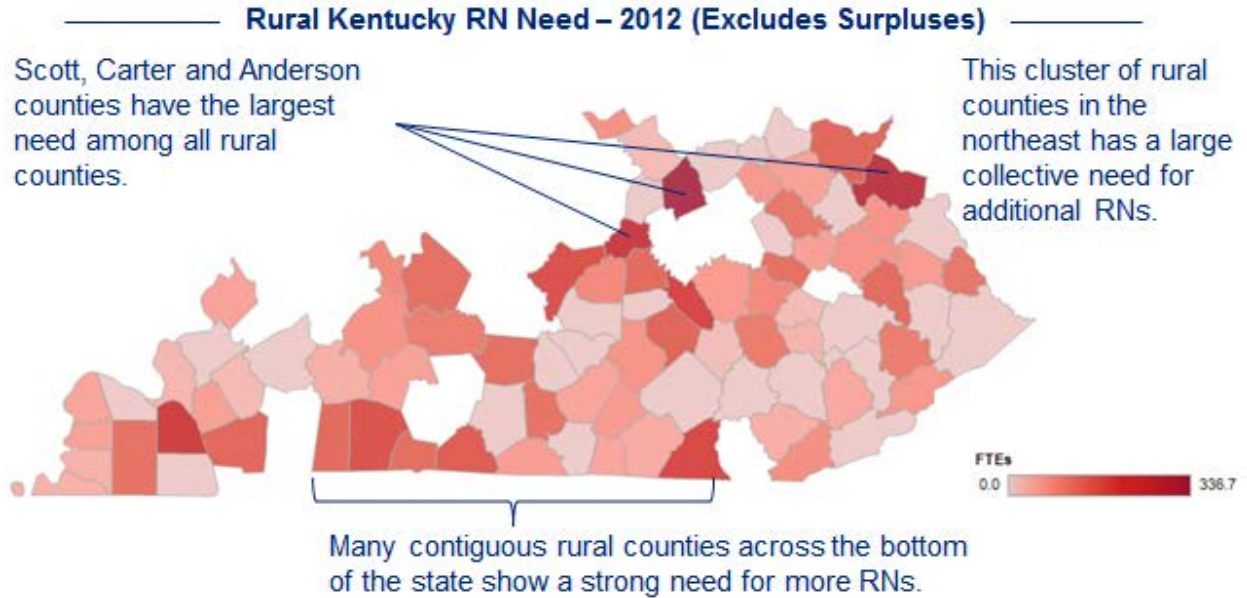 Rural Kentucky RN Need – 2012 (Excludes Surpluses)
Scott, Carter and Anderson
counties have the largest
need among all rural
counties.
This cluster of rural
counties in the
northeast has a large
collective need for
additional RNs.
FTEs
0.0 336.7
Many contiguous rural counties across the bottom
of the state show a strong need for more RNs.